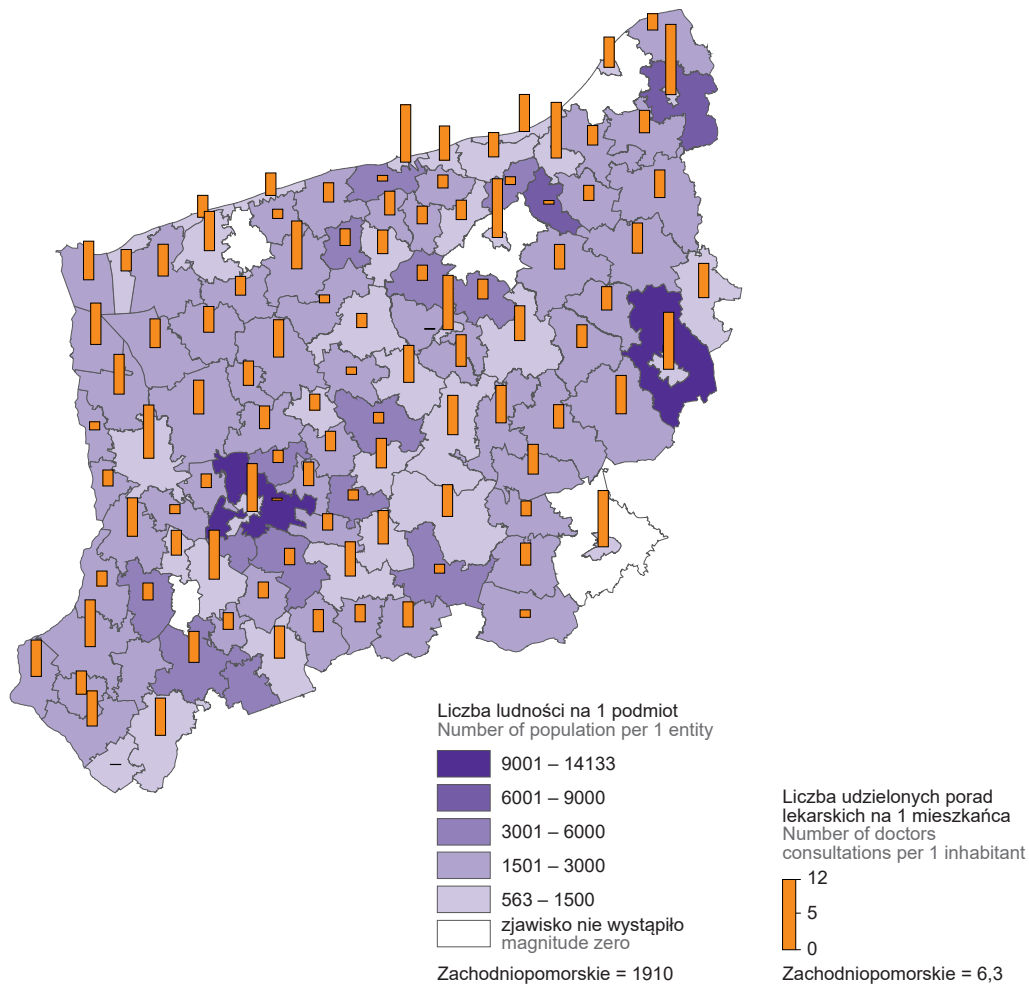 Liczba ludności na 1 podmiot
Number of population per 1 entity
9001 – 14133
6001 – 9000
3001 – 6000
1501 – 3000
563 – 1500
zjawisko nie wystąpiło
magnitude zero
Zachodniopomorskie = 1910
Liczba udzielonych porad
lekarskich na 1 mieszkańca
Number of doctors
consultations per 1 inhabitant
12
5
0
Zachodniopomorskie = 6,3